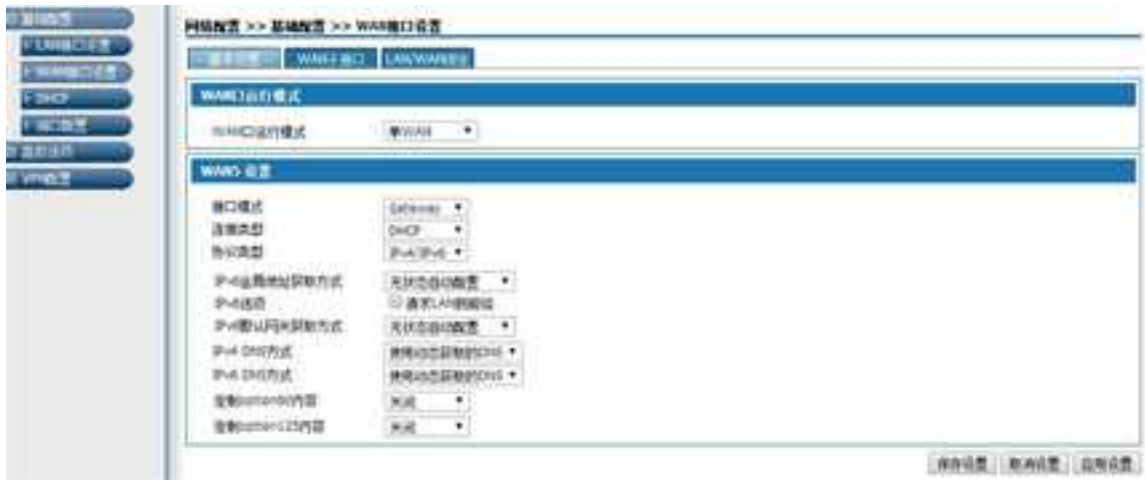 基础配置
LAN接口设置
WAN接口设置
DHCP
端口配置
VPN配置
网络配置 >> 基础配置 >> WAN接口设置
WAN子接口
WAN口运行模式
WAN口运行模式 单WAN
设置
接口模式 Gateway
连接类型 DHCP
协议类型 IPv4/IPv6
IPv6全局地址获取方式 无状态自动配置
IPv6选项 请求LAN侧前缀
IPv6默认网关获取方式 无状态自动配置
IPv4 DNS方式 使用动态获取的DNS
IPv6 DNS方式 使用动态获取的DNS
定制option60内容 关闭
定制option125内容 关闭
保存设置 取消设置 应用设置